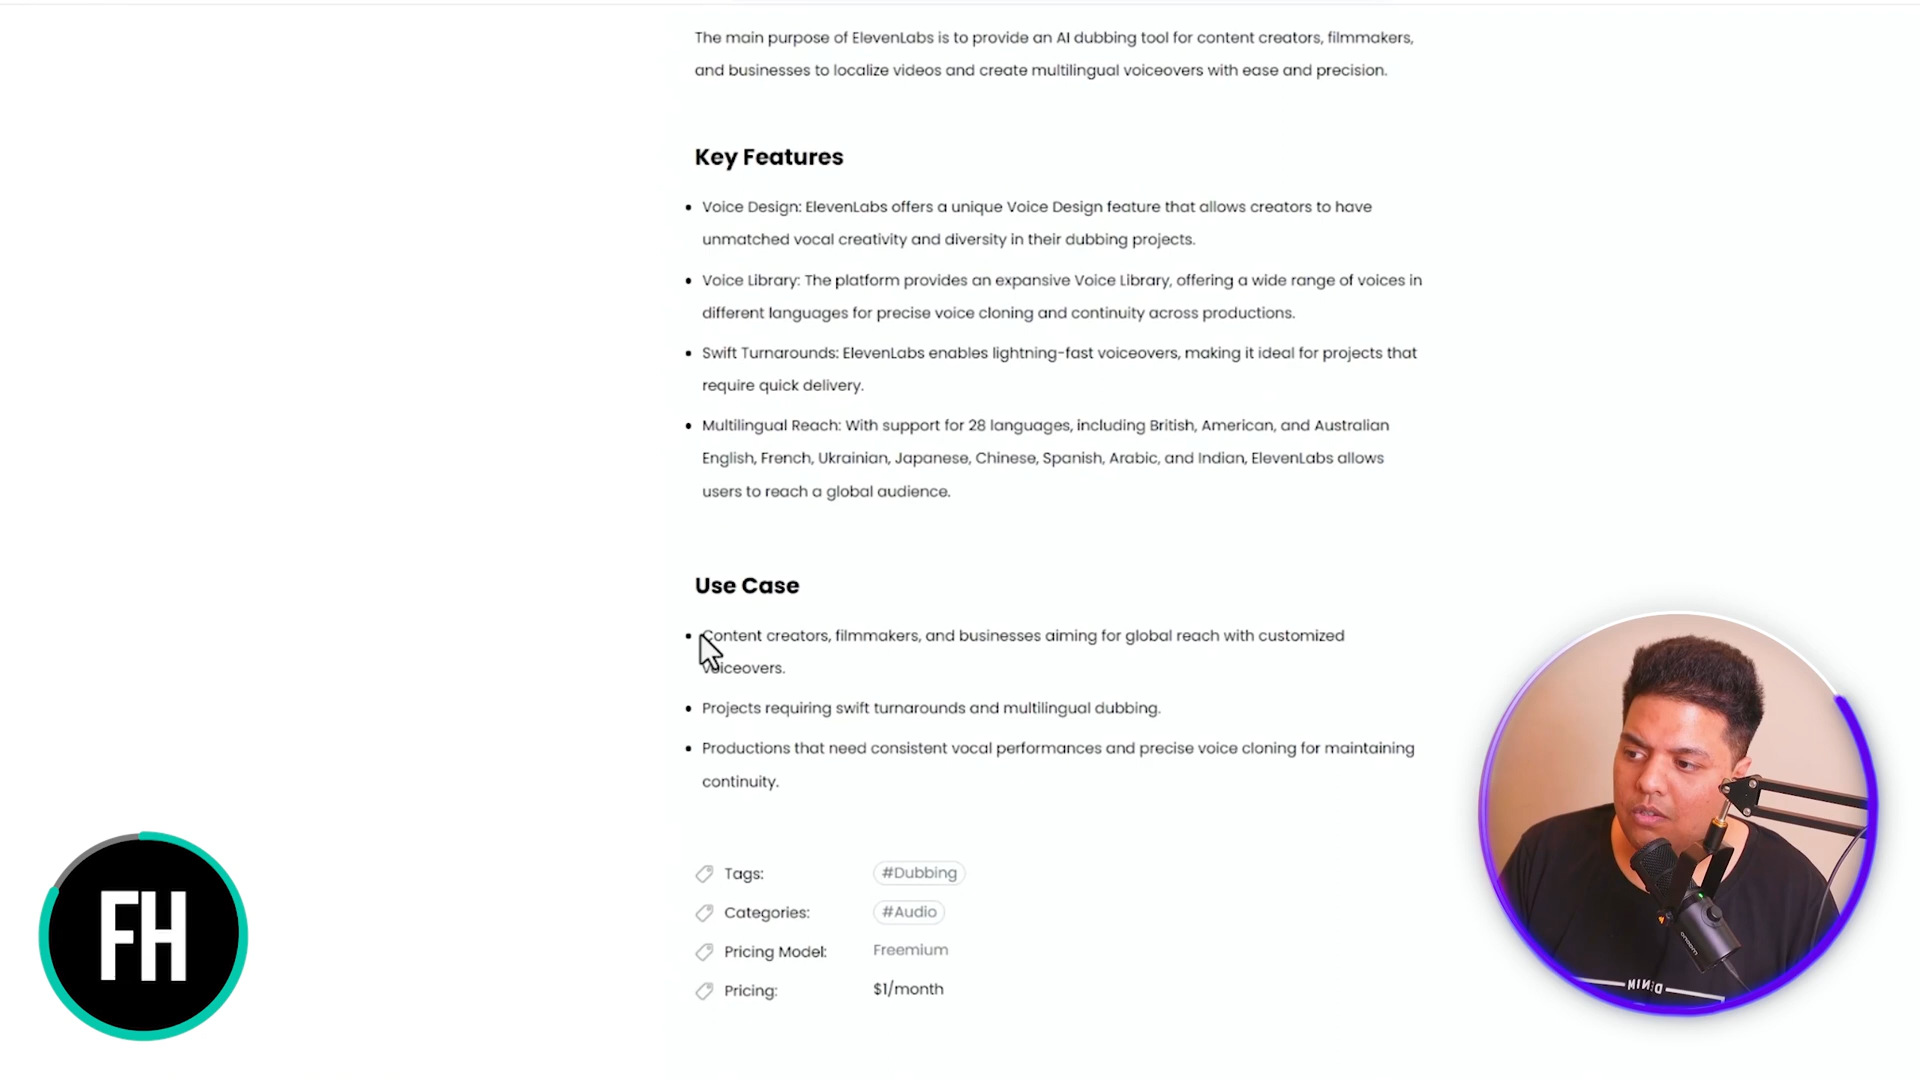 The main purpose of ElevenLabs is to provide an AI dubbing tool for content creators, filmmakers,
and businesses to localize videos and create multilingual voiceovers with ease and precision.
Key Features
Voice Design: ElevenLabs offers a unique Voice Design feature that allows creators to have
unmatched vocal creativity and diversity in their dubbing projects.
Voice Library: The platform provides an expansive Voice Library, offering a wide range of voices in
different languages for precise voice cloning and continuity across productions.
Swift Turnarounds: ElevenLabs enables lightning-fast voiceovers, making it ideal for projects that
require quick delivery.
Multilingual Reach: With support for 28 languages, including British, American, and Australian
English, French, Ukrainian, Japanese, Chinese, Spanish, Arabic, and Indian, ElevenLabs allows
users to reach a global audience.
Use Case
Content creators, filmmakers, and businesses aiming for global reach with customized
voiceovers.
Projects requiring swift turnarounds and multilingual dubbing.
Productions that need consistent vocal performances and precise voice cloning for maintaining
continuity.
Tags: #Dubbing
Categories: #Audio
Pricing Model: Freemium
Pricing: $1/month
FH
DENIM